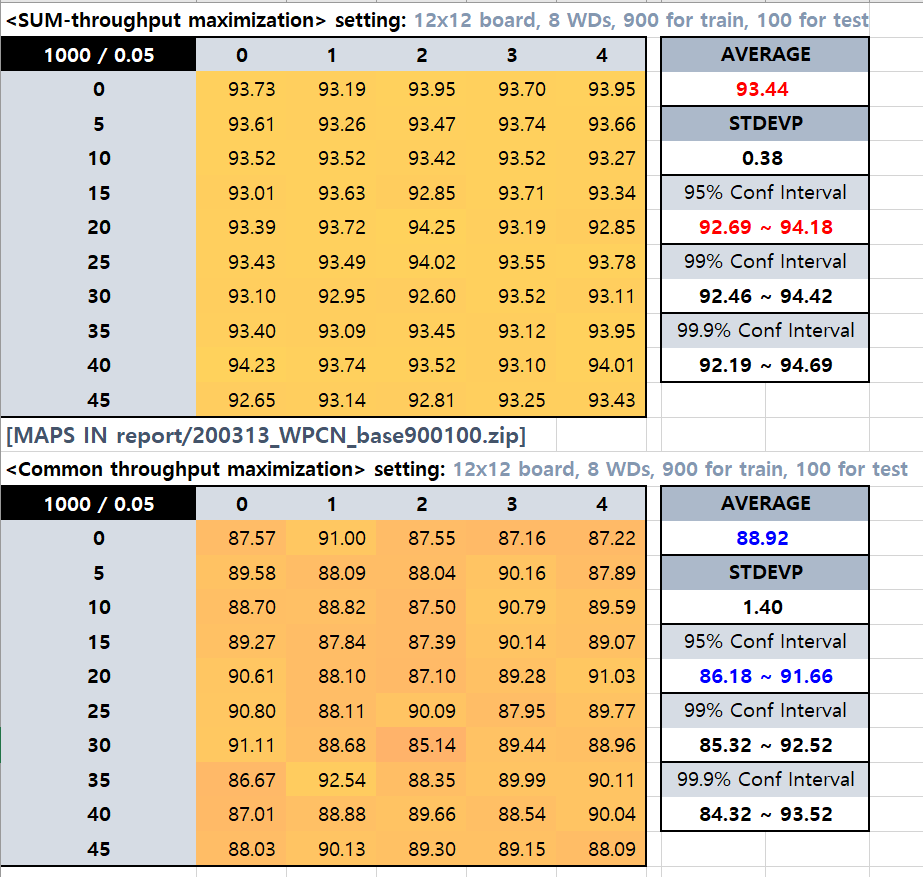 <SUM-throughput maximization> setting: 12x12 board, 8 WDs, 900 for train, 100 for test
1000 / 0.05 0 1 2 3 4 AVERAGE
0 93.73 93.19 93.95 93.70 93.95 93.44
5 93.61 93.26 93.47 93.74 93.66 STDEVP
10 93.52 93.52 93.42 93.52 93.27 0.38
15 93.01 93.63 92.85 93.71 93.34 95% Conf Interval
20 93.39 93.72 94.25 93.19 92.85 92.69 ~ 94.18
25 93.43 93.49 94.02 93.55 93.78 99% Conf Interval
30 93.10 92.95 92.60 93.52 93.11 92.46 ~ 94.42
35 93.40 93.09 93.45 93.12 93.95 99.9% Conf Interval
40 94.23 93.74 93.52 93.10 94.01 92.19 ~ 94.69
45 92.65 93.14 92.81 93.25 93.43
[MAPS IN report/200313_WPCN_base900100.zip]
<Common throughput maximization> setting: 12x12 board, 8 WDs, 900 for train, 100 for test
1000 / 0.05 0 1 2 3 4 AVERAGE
0 87.57 91.00 87.55 87.16 87.22 88.92
5 89.58 88.09 88.04 90.16 87.89 STDEVP
10 88.70 88.82 87.50 90.79 89.59 1.40
15 89.27 87.84 87.39 90.14 89.07 95% Conf Interval
20 90.61 88.10 87.10 89.28 91.03 86.18 ~ 91.66
25 90.80 88.11 90.09 87.95 89.77 99% Conf Interval
30 91.11 88.68 85.14 89.44 88.96 85.32 ~ 92.52
35 86.67 92.54 88.35 89.99 90.11 99.9% Conf Interval
40 87.01 88.88 89.66 88.54 90.04 84.32 ~ 93.52
45 88.03 90.13 89.30 89.15 88.09